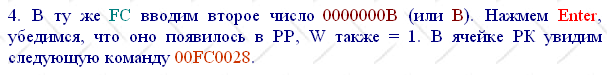 4. В ту же FC вводим второе число 0000000B (или B). Нажмем Enter,
убедимся, что оно появилось в РР, W также = 1. В ячейке РК увидим
следующую команду 00FC0028.